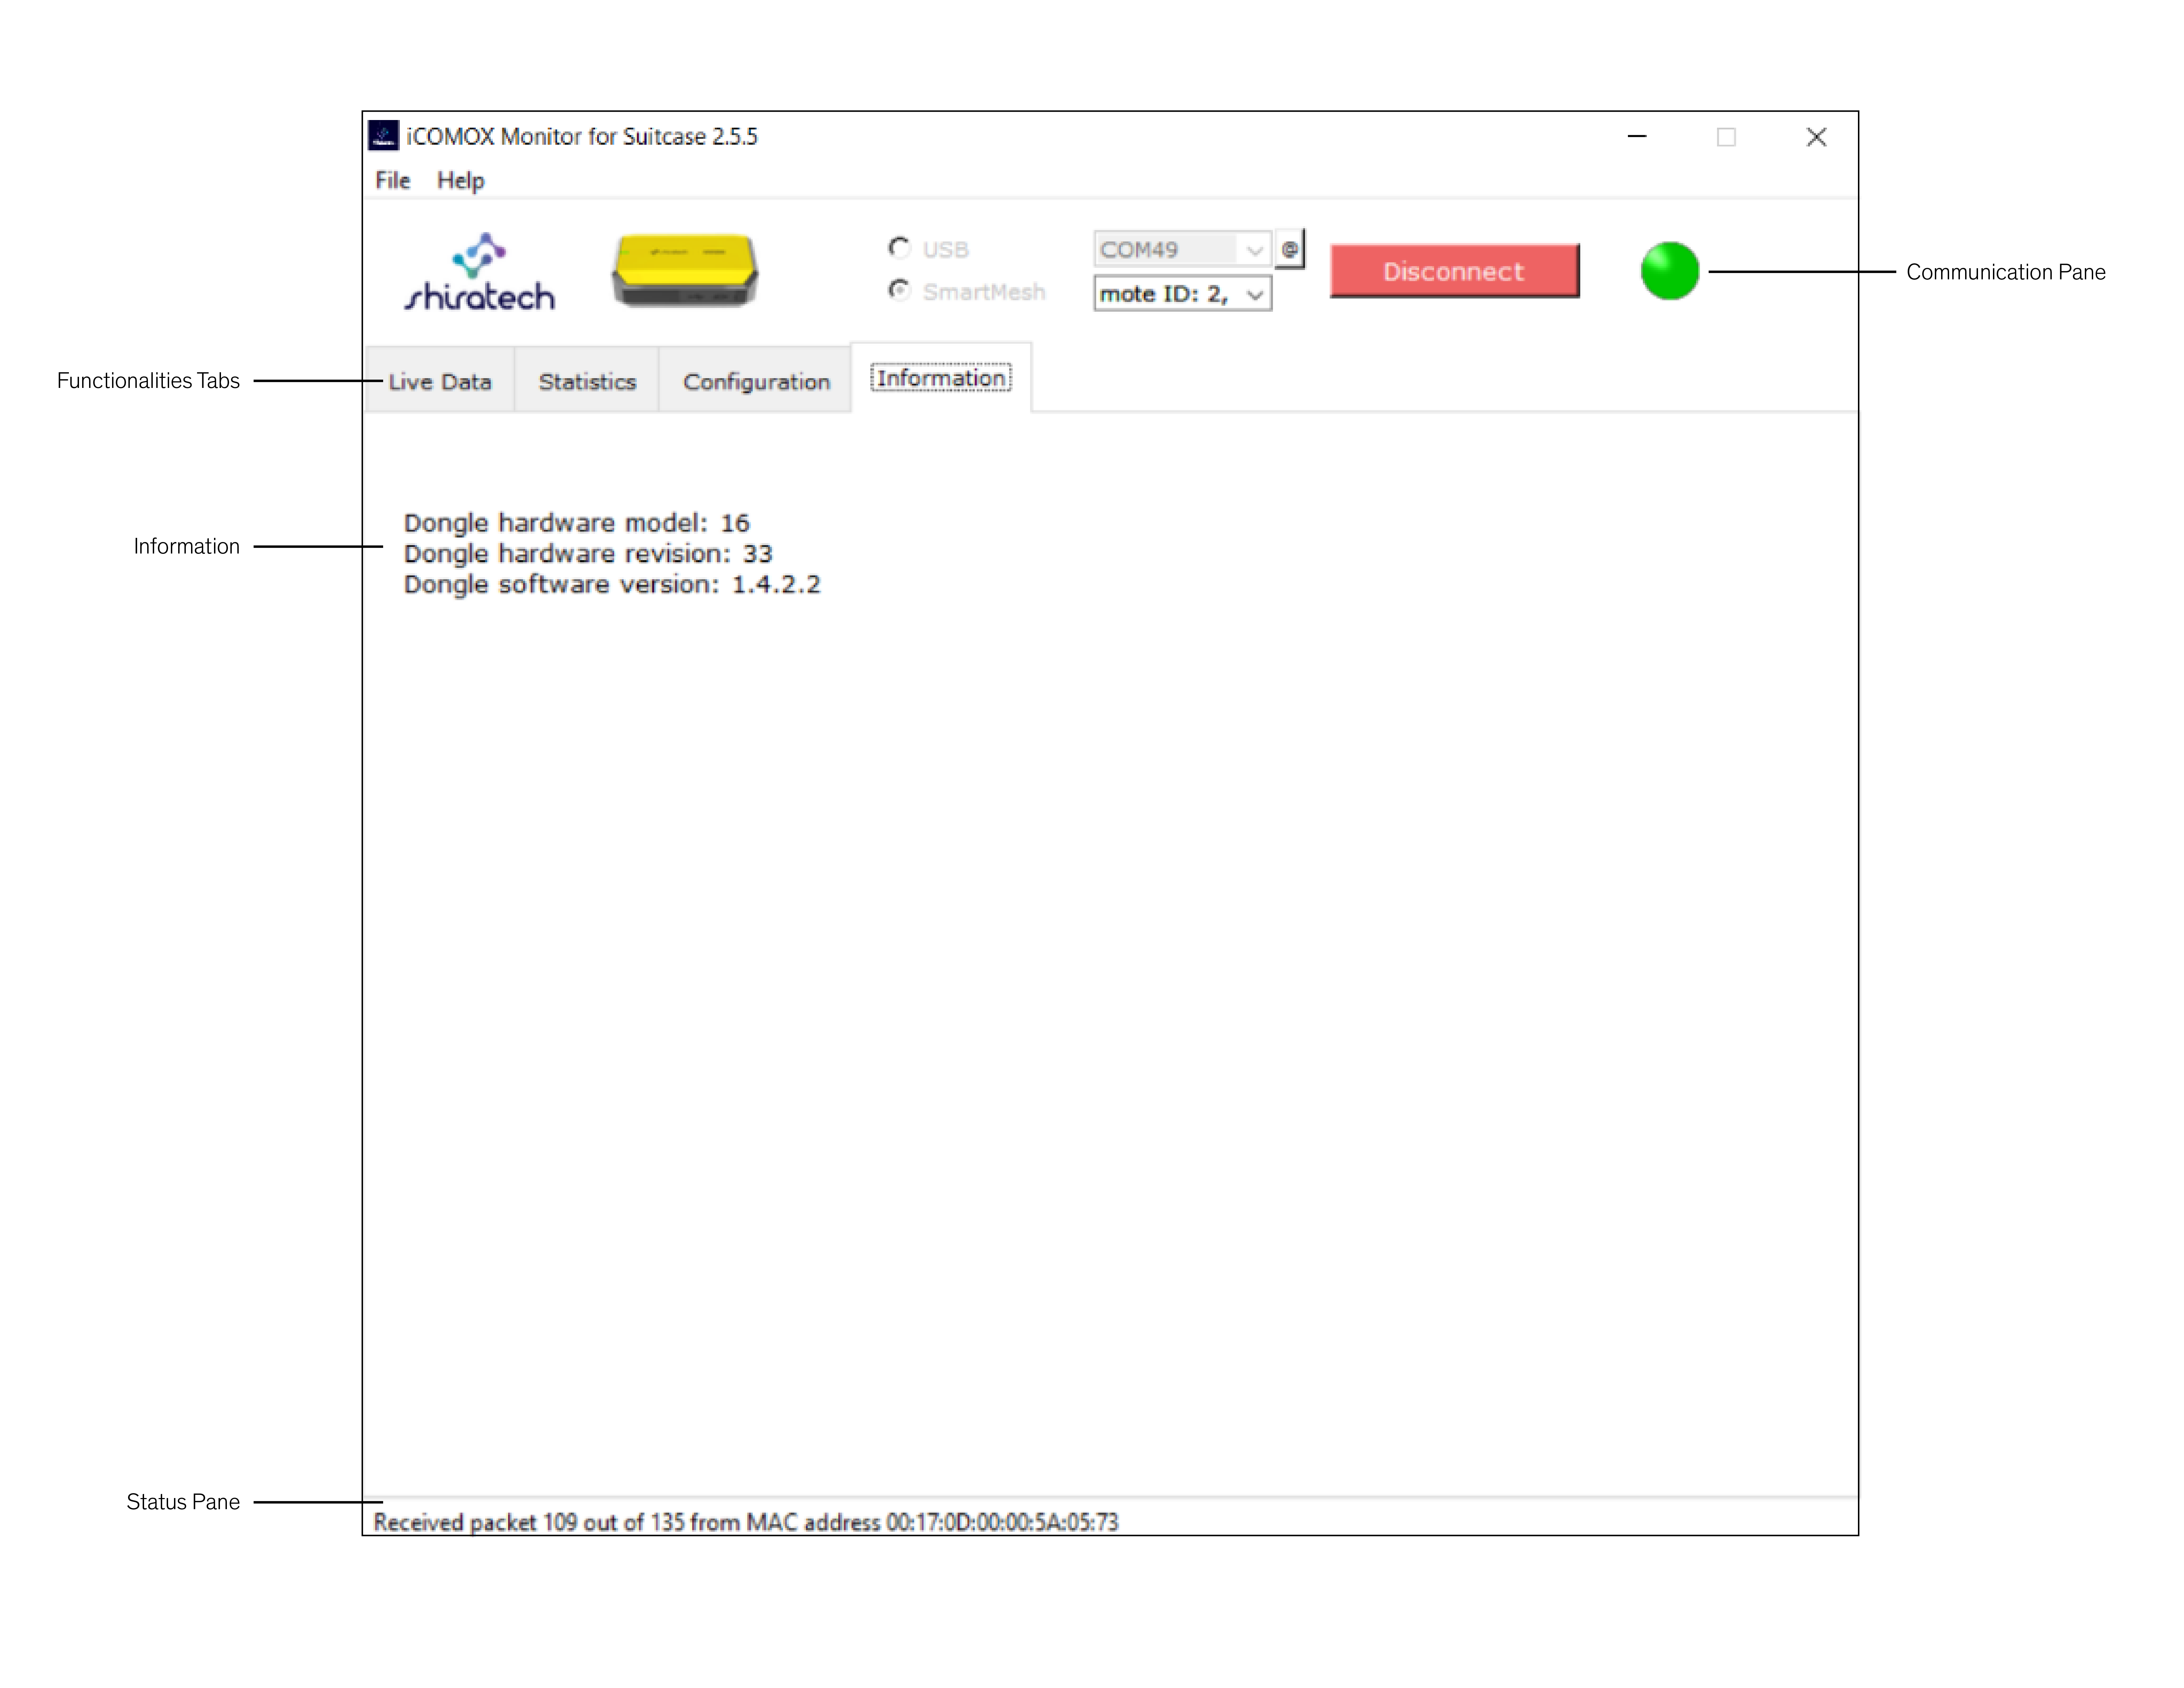 iCOMOX Monitor for Suitcase 2.5.5
File Help
shiratech
USB
COM49
@
SmartMesh
mote ID: 2,
Disconnect
Communication Pane
Functionalities Tabs
Live Data Statistics Configuration Information
Information
Dongle hardware model: 16
Dongle hardware revision: 33
Dongle software version: 1.4.2.2
Status Pane
Received packet 109 out of 135 from MAC address 00:17:0D:00:00:5A:05:73